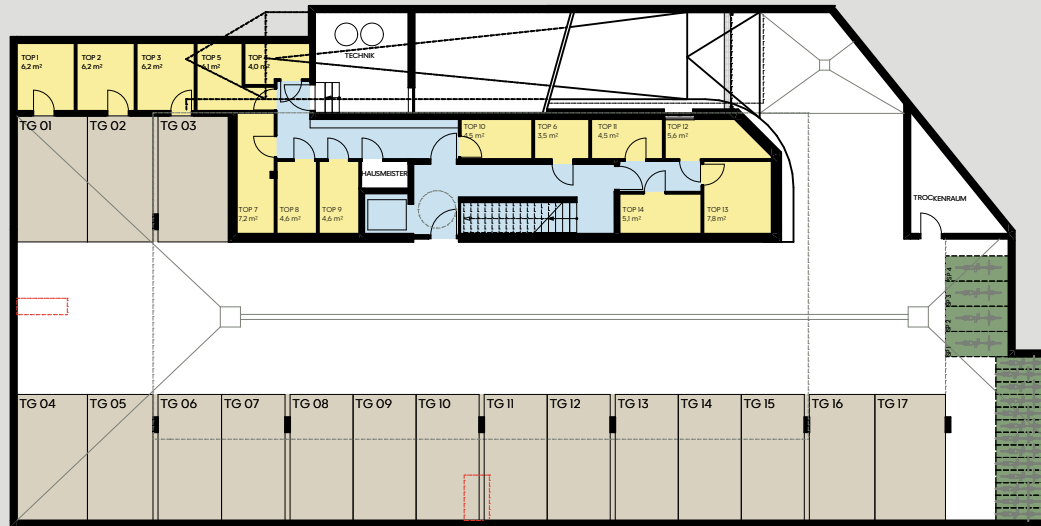 TECHNIK
TOP 1
6,2 m²
TOP 2
6,2 m²
TOP 3
6,2 m²
TOP 5
TOP
4,0 m²
TG 01
TG 02
TG 03
TOP 10
4,5 m²
TOP 6
3,5 m²
TOP 11
4,5 m²
TOP 12
5,6 m²
HAUSMEISTER
TOP 7
7,2 m²
TOP 8
4,6 m²
TOP 9
4,6 m²
TOP 14
5,1 m²
TOP 13
7,8 m²
TROCKENRAUM
TG 04
TG 05
TG 06
TG 07
TG 08
TG 09
TG 10
TG 11
TG 12
TG 13
TG 14
TG 15
TG 16
TG 17